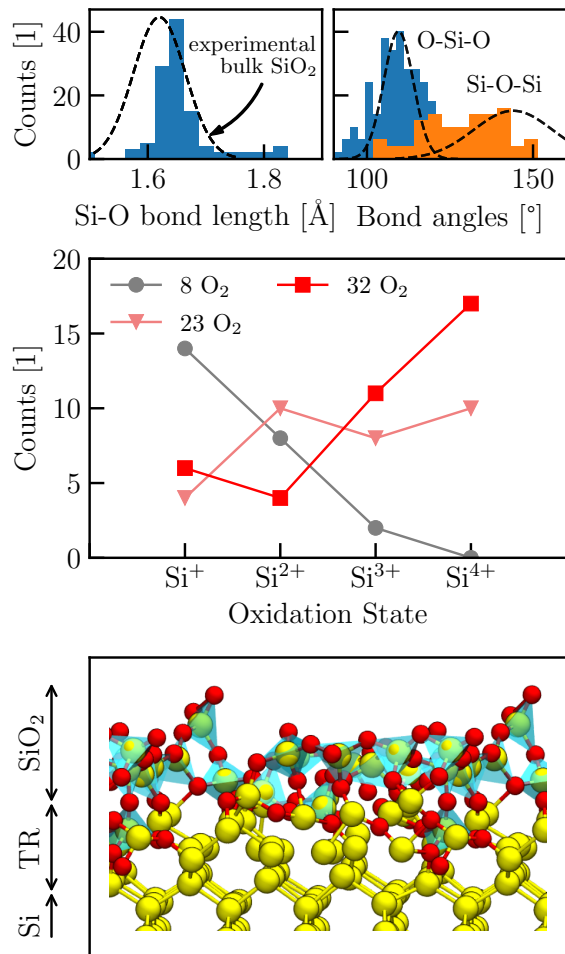 Counts [1]
40
20
0
experimental
bulk SiO₂
O-Si-O
Si-O-Si
1.6
1.8
100
150
Si-O bond length [Å]
Bond angles [°]
20
15
10
5
0
Counts [1]
8 O₂
32 O₂
23 O₂
Si⁺
Si²⁺
Si³⁺
Si⁴⁺
Oxidation State
SiO₂
TR
Si